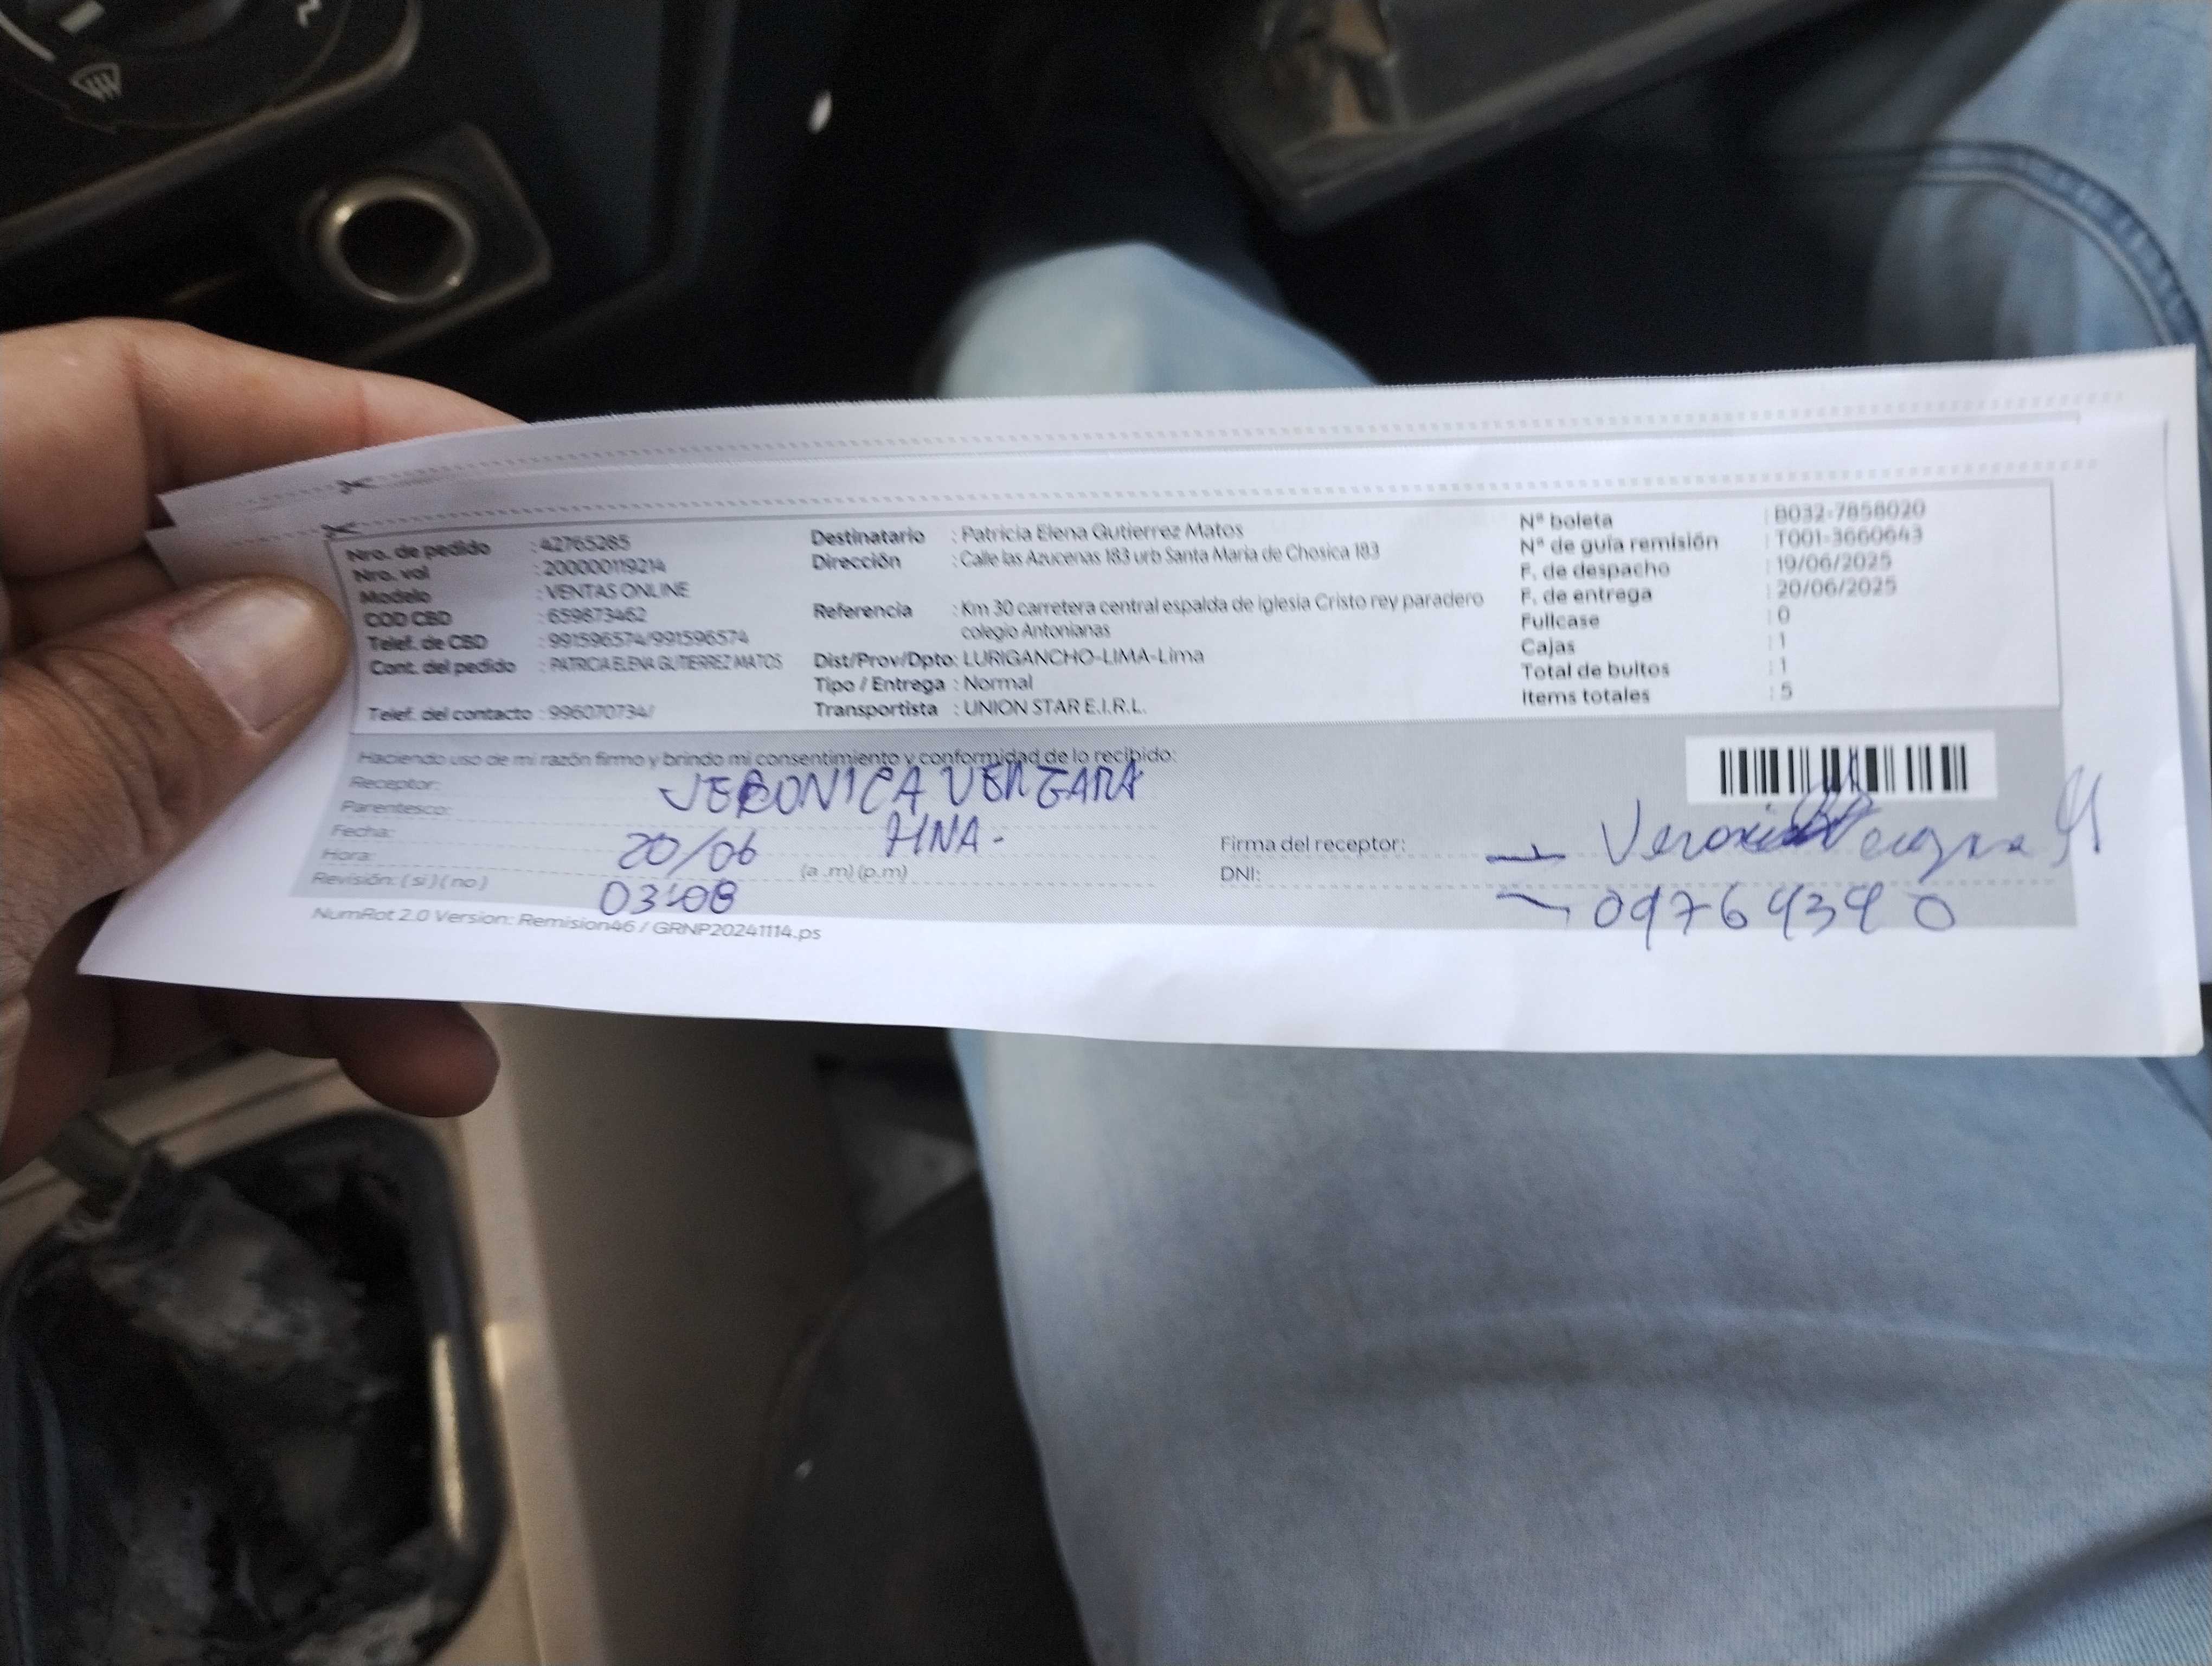 Nro. de pedido : 42765285
Nro. vol : 200000119214
Modelo : VENTAS ONLINE
COD CBD : 659873462
Telef. de CBD : 991596574/991596574
Cont. del pedido : PATRICIA ELENA GUTIERREZ MATOS
Telef. del contacto : 996070734/
Destinatario : Patricia Elena Gutierrez Matos
Dirección : Calle las Azucenas 183 urb Santa Maria de Chosica 183
Referencia : Km 30 carretera central espalda de iglesia Cristo rey paradero
colegio Antonianas
Dist/Prov/Dpto: LURIGANCHO-LIMA-Lima
Tipo / Entrega : Normal
Transportista : UNION STAR E.I.R.L.
Nº boleta : B032-7858020
Nº de guía remisión : T001-3660643
F. de despacho : 19/06/2025
F. de entrega : 20/06/2025
Fullcase : 0
Cajas : 1
Total de bultos : 1
Items totales : 5
Haciendo uso de mi razón firmo y brindo mi consentimiento y conformidad de lo recibido:
Receptor: VERONICA VERGARA
Parentesco: HNA-
Fecha: 20/06
Hora: 03:08 (a .m) (p.m)
Revisión: ( si ) ( no )
Firma del receptor:
DNI: 09764390
NumRot 2.0 Version: Remision46 / GRNP20241114.ps